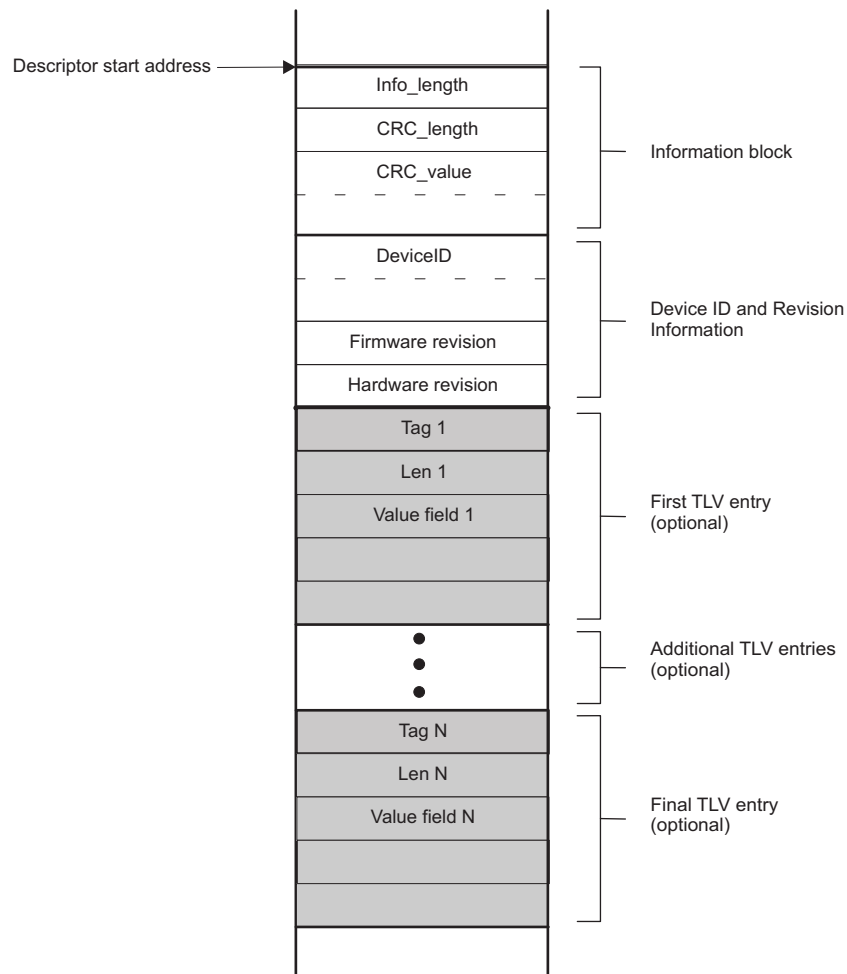 Descriptor start address
Info_length
CRC_length
CRC_value
Information block
DeviceID
Firmware revision
Hardware revision
Device ID and Revision
Information
Tag 1
Len 1
Value field 1
First TLV entry
(optional)
Additional TLV entries
(optional)
Tag N
Len N
Value field N
Final TLV entry
(optional)